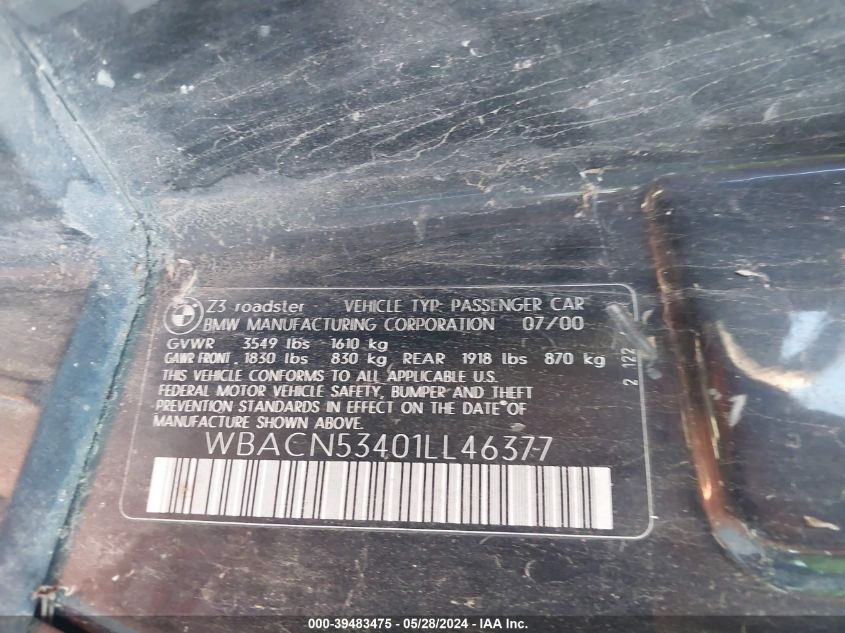 Z3 roadster VEHICLE TYP: PASSENGER CAR
BMW MANUFACTURING CORPORATION 07/00
GVWR 3549 lbs 1610 kg
GAWR FRONT : 1830 lbs 830 kg REAR 1918 lbs 870 kg
THIS VEHICLE CONFORMS TO ALL APPLICABLE U.S.
FEDERAL MOTOR VEHICLE SAFETY, BUMPER AND THEFT
PREVENTION STANDARDS IN EFFECT ON THE DATE OF
MANUFACTURE SHOWN ABOVE.
WBACN53401LL46377
2 122
000-39483475 - 05/28/2024 - WWW.IAAI.COM